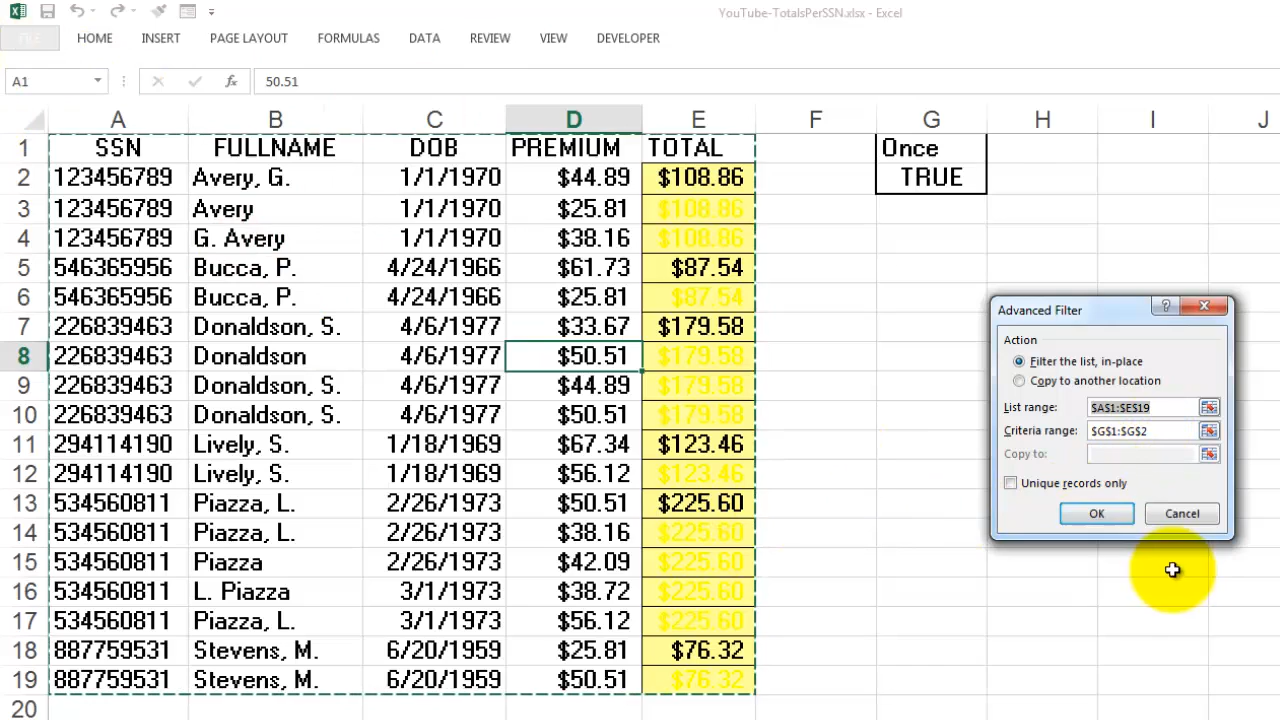 YouTube-TotalsPerSSN.xlsx - Excel
FILE HOME INSERT PAGE LAYOUT FORMULAS DATA REVIEW VIEW DEVELOPER
A1 fx 50.51
A B C D E F G H I J
1 SSN FULLNAME DOB PREMIUM TOTAL Once
2 123456789 Avery, G. 1/1/1970 $44.89 $108.86 TRUE
3 123456789 Avery 1/1/1970 $25.81 $108.86
4 123456789 G. Avery 1/1/1970 $38.16 $108.86
5 546365956 Bucca, P. 4/24/1966 $61.73 $87.54
6 546365956 Bucca, P. 4/24/1966 $25.81 $87.54
7 226839463 Donaldson, S. 4/6/1977 $33.67 $179.58
8 226839463 Donaldson 4/6/1977 $50.51 $179.58
9 226839463 Donaldson, S. 4/6/1977 $44.89 $179.58
10 226839463 Donaldson, S. 4/6/1977 $50.51 $179.58
11 294114190 Lively, S. 1/18/1969 $67.34 $123.46
12 294114190 Lively, S. 1/18/1969 $56.12 $123.46
13 534560811 Piazza, L. 2/26/1973 $50.51 $225.60
14 534560811 Piazza, L. 2/26/1973 $38.16 $225.60
15 534560811 Piazza 2/26/1973 $42.09 $225.60
16 534560811 L. Piazza 3/1/1973 $38.72 $225.60
17 534560811 Piazza, L. 3/1/1973 $56.12 $225.60
18 887759531 Stevens, M. 6/20/1959 $25.81 $76.32
19 887759531 Stevens, M. 6/20/1959 $50.51 $76.32
20
Advanced Filter
Action
Filter the list, in-place
Copy to another location
List range: $A$1:$E$19
Criteria range: $G$1:$G$2
Copy to:
Unique records only
OK Cancel